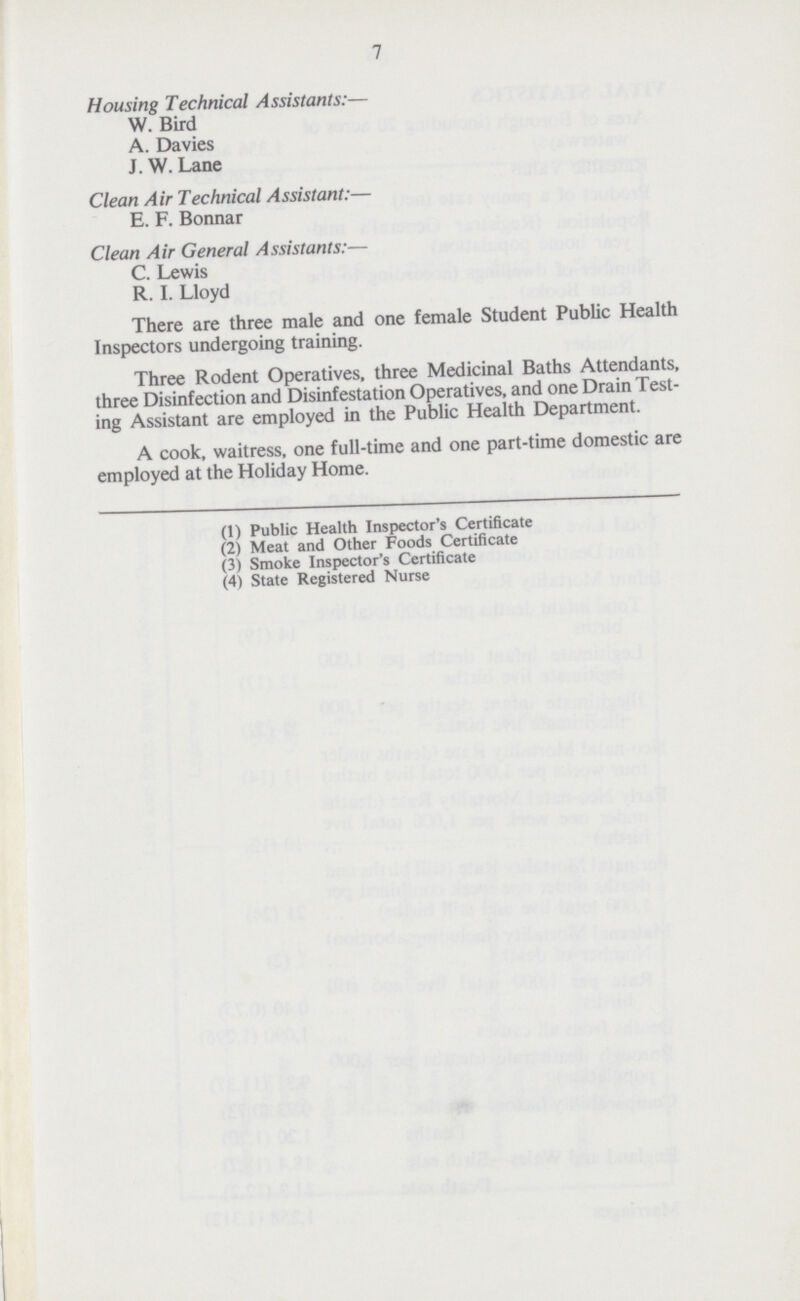 7
Housing Technical Assistants:—
W. Bird
A. Davies
J. W. Lane
Clean Air Technical Assistant:—
E. F. Bonnar
Clean Air General Assistants:—
C. Lewis
R. I. Lloyd
There are three male and one female Student Public Health
Inspectors undergoing training.
Three Rodent Operatives, three Medicinal Baths Attendants,
three Disinfection and Disinfestation Operatives, and one Drain Test-
ing Assistant are employed in the Public Health Department.
A cook, waitress, one full-time and one part-time domestic are
employed at the Holiday Home.
(1) Public Health Inspector's Certificate
(2) Meat and Other Foods Certificate
(3) Smoke Inspector's Certificate
(4) State Registered Nurse